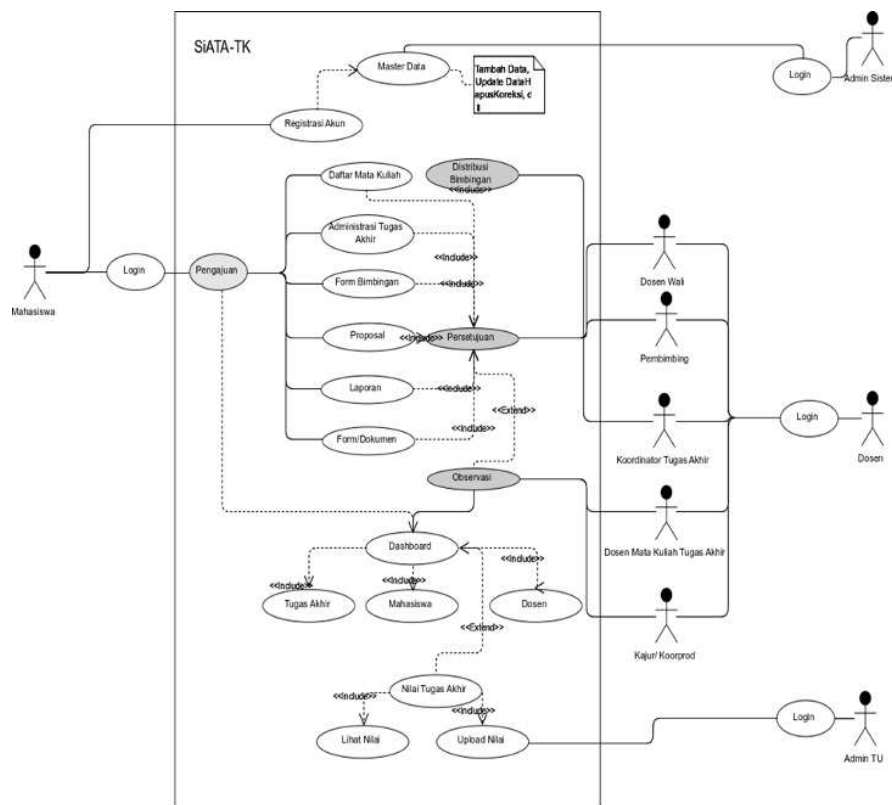 SiATA-TK
Master Data
Tambah Data,
Update DataH
apusKoreksi, d
ll
Login
Admin Sister
Registrasi Akun
Daftar Mata Kuliah
Distribusi
Bimbingan
<<Include>>
Administrasi Tugas
Akhir
<<Include>>
Mahasiswa
Login
Pengajuan
Form Bimbingan
<<Include>>
Dosen Wali
Proposal
<<Include>>
Persetujuan
Pembimbing
Laporan
<<Include>>
<<Extend>>
Form/Dokumen
<<Include>>
Koordinator Tugas Akhir
Login
Dosen
Observasi
Dosen Mata Kuliah Tugas Akhir
Dashboard
<<Include>>
<<Include>>
<<Include>>
Tugas Akhir
Mahasiswa
Dosen
<<Extend>>
Kajur/ Koorprod
Nilai Tugas Akhir
<<Include>>
<<Include>>
Lihat Nilai
Upload Nilai
Login
Admin TU